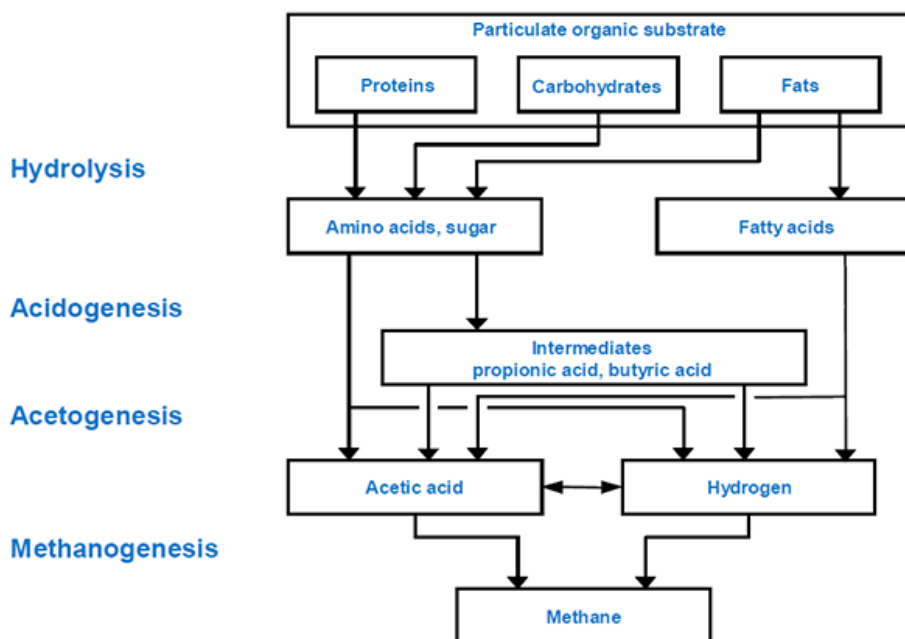 Particulate organic substrate
Proteins
Carbohydrates
Fats
Hydrolysis
Amino acids, sugar
Fatty acids
Acidogenesis
Intermediates
propionic acid, butyric acid
Acetogenesis
Acetic acid
Hydrogen
Methanogenesis
Methane